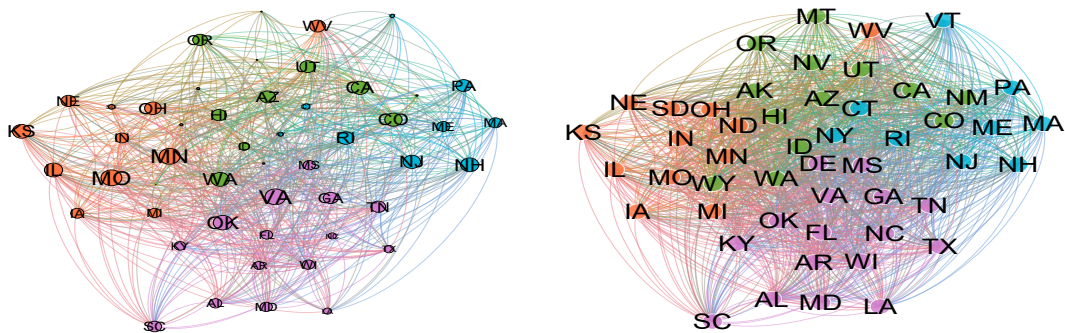 WV
OR
UT
CA
PA
NE
OH
AZ
HI
CO
ME
MA
KS
IN
RI
ID
MN
NJ
NH
IL
MO
WA
MS
VA
GA
TN
IA
MI
OK
FL
KY
TX
AR
WI
AL
MD
SC
MT
WV
VT
OR
NV
UT
AK
AZ
CA
NM
PA
NE
SD
OH
ND
HI
CT
CO
ME
MA
KS
IN
NY
RI
ID
MN
DE
MS
NJ
NH
IL
MO
WY
WA
VA
GA
TN
IA
MI
OK
FL
NC
KY
TX
AR
WI
AL
MD
LA
SC